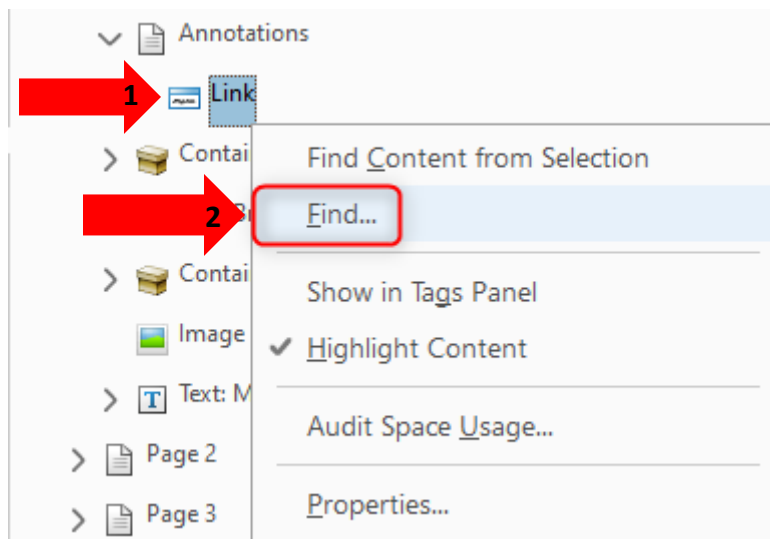 Annotations
1 Link
Contai
Find Content from Selection
2
Find...
Contai
Show in Tags Panel
Image
Highlight Content
Text: M
Audit Space Usage...
Page 2
Properties...
Page 3